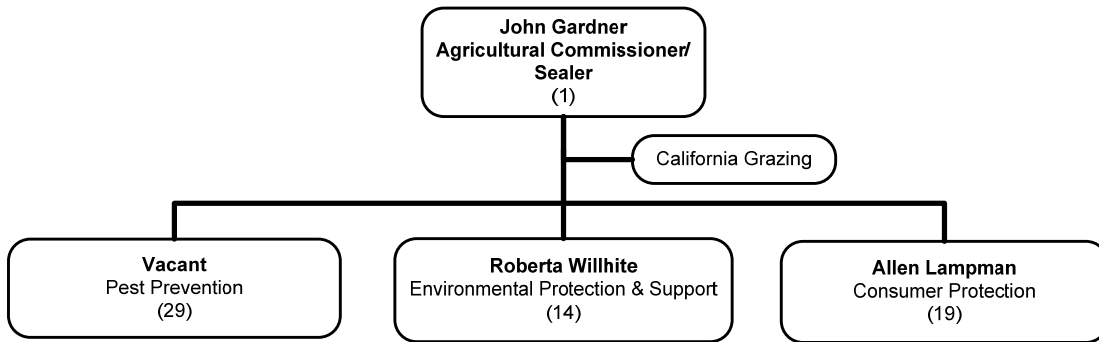 John Gardner
Agricultural Commissioner/
Sealer
(1)
California Grazing
Vacant
Pest Prevention
(29)
Roberta Willhite
Environmental Protection & Support
(14)
Allen Lampman
Consumer Protection
(19)